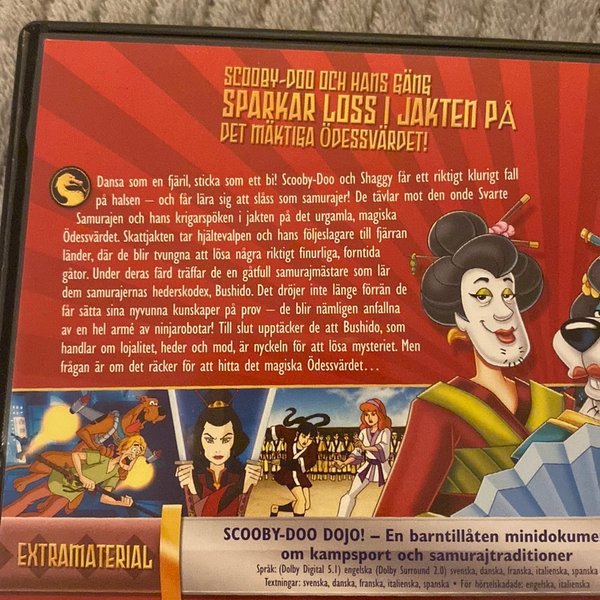 SCOOBY-DOO OCH HANS GÄNG
SPARKAR LOSS I JAKTEN PÅ
DET MÄKTIGA ÖDESSVÄRDET!
Dansa som en fjäril, sticka som ett bi! Scooby-Doo och Shaggy får ett riktigt klurigt fall
på halsen – och får lära sig att slåss som samurajer! De tävlar mot den onde Svarte
Samurajen och hans krigarspöken i jakten på det urgamla, magiska
Ödessvärdet. Skattjakten tar hjältevalpen och hans följeslagare till fjärran
länder, där de blir tvungna att lösa några riktigt finurliga, forntida
gåtor. Under deras färd träffar de en gåtfull samurajmästare som lär
dem samurajernas hederskodex, Bushido. Det dröjer inte länge förrän de
får sätta sina nyvunna kunskaper på prov – de blir nämligen anfallna
av en hel armé av ninjarobotar! Till slut upptäcker de att Bushido, som
handlar om lojalitet, heder och mod, är nyckeln för att lösa mysteriet. Men
frågan är om det räcker för att hitta det magiska Ödessvärdet...
EXTRAMATERIAL
SCOOBY-DOO DOJO! – En barntillåten minidokume
om kampsport och samurajtraditioner
Språk: (Dolby Digital 5.1) engelska (Dolby Surround 2.0) svenska, danska, franska, italienska, spanska
Textningar: svenska, danska, franska, italienska, spanska • För hörselskadade: engelska, italienska